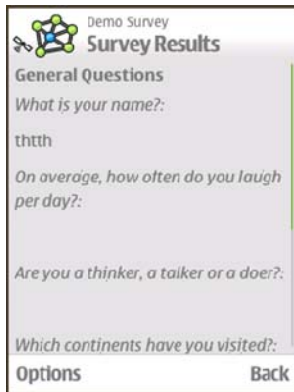 Demo Survey
Survey Results
General Questions
What is your name?:
thtth
On average, how often do you laugh
per day?:
Are you a thinker, a talker or a doer?:
Which continents have you visited?:
Options Back